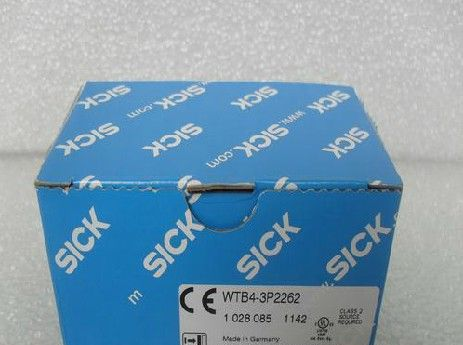 SICK
www.SICK
SICK
SICK
.com
SICK
SICK
SICK
m
CE WTB4-3P2262
1 028 085 1142
CLASS 2
SOURCE
REQUIRED
Made in Germany